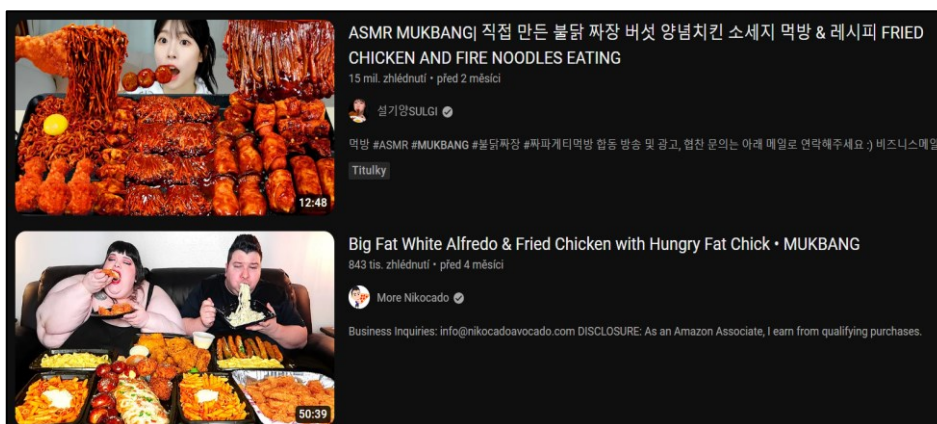 ASMR MUKBANG| 직접 만든 불닭 짜장 버섯 양념치킨 소세지 먹방 & 레시피 FRIED
CHICKEN AND FIRE NOODLES EATING
15 mil. zhlédnutí • před 2 měsíci
설기양SULGI
먹방 #ASMR #MUKBANG #불닭짜장 #짜파게티먹방 합동 방송 및 광고, 협찬 문의는 아래 메일로 연락해주세요 :) 비즈니스메일
Titulky
12:48
Big Fat White Alfredo & Fried Chicken with Hungry Fat Chick • MUKBANG
843 tis. zhlédnutí • před 4 měsíci
More Nikocado
Business Inquiries: info@nikocadoavocado.com DISCLOSURE: As an Amazon Associate, I earn from qualifying purchases.
50:39